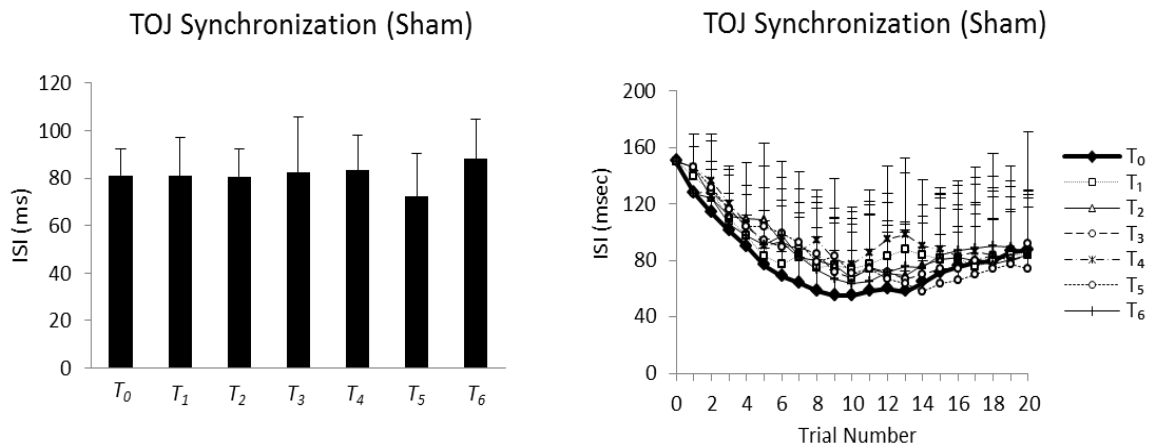 TOJ Synchronization (Sham)
120
100
80
60
40
20
0
ISI (ms)
T₀ T₁ T₂ T₃ T₄ T₅ T₆
TOJ Synchronization (Sham)
200
160
120
80
40
0
ISI (msec)
0 2 4 6 8 10 12 14 16 18 20
Trial Number
T₀
T₁
T₂
T₃
T₄
T₅
T₆